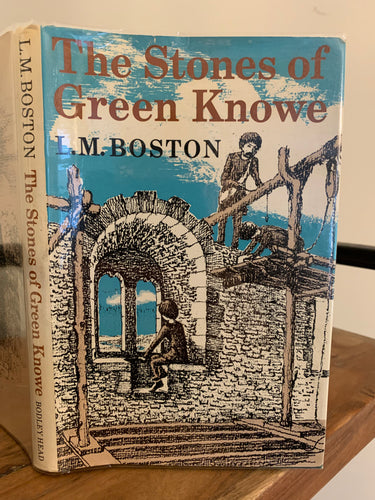 The Stones of
Green Knowe
L.M. BOSTON
L.M. BOSTON The Stones of Green Knowe BODLEY HEAD